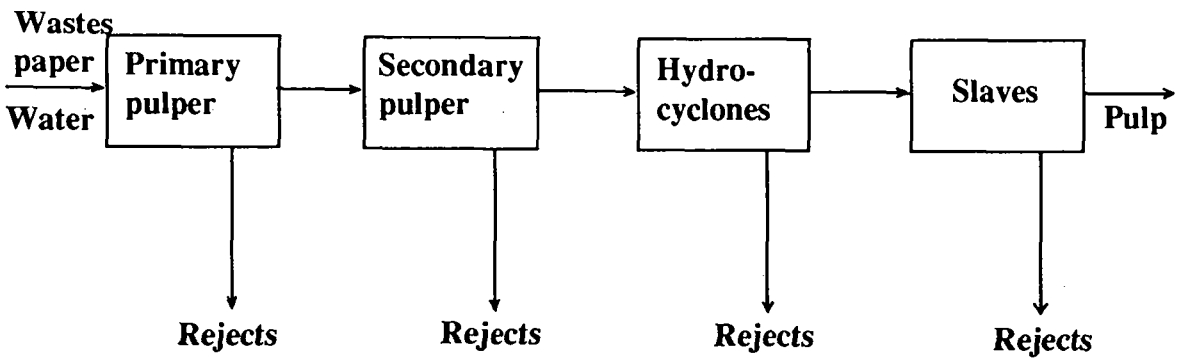 Wastes
paper
Water
Primary
pulper
Secondary
pulper
Hydro-
cyclones
Slaves
Pulp
Rejects
Rejects
Rejects
Rejects